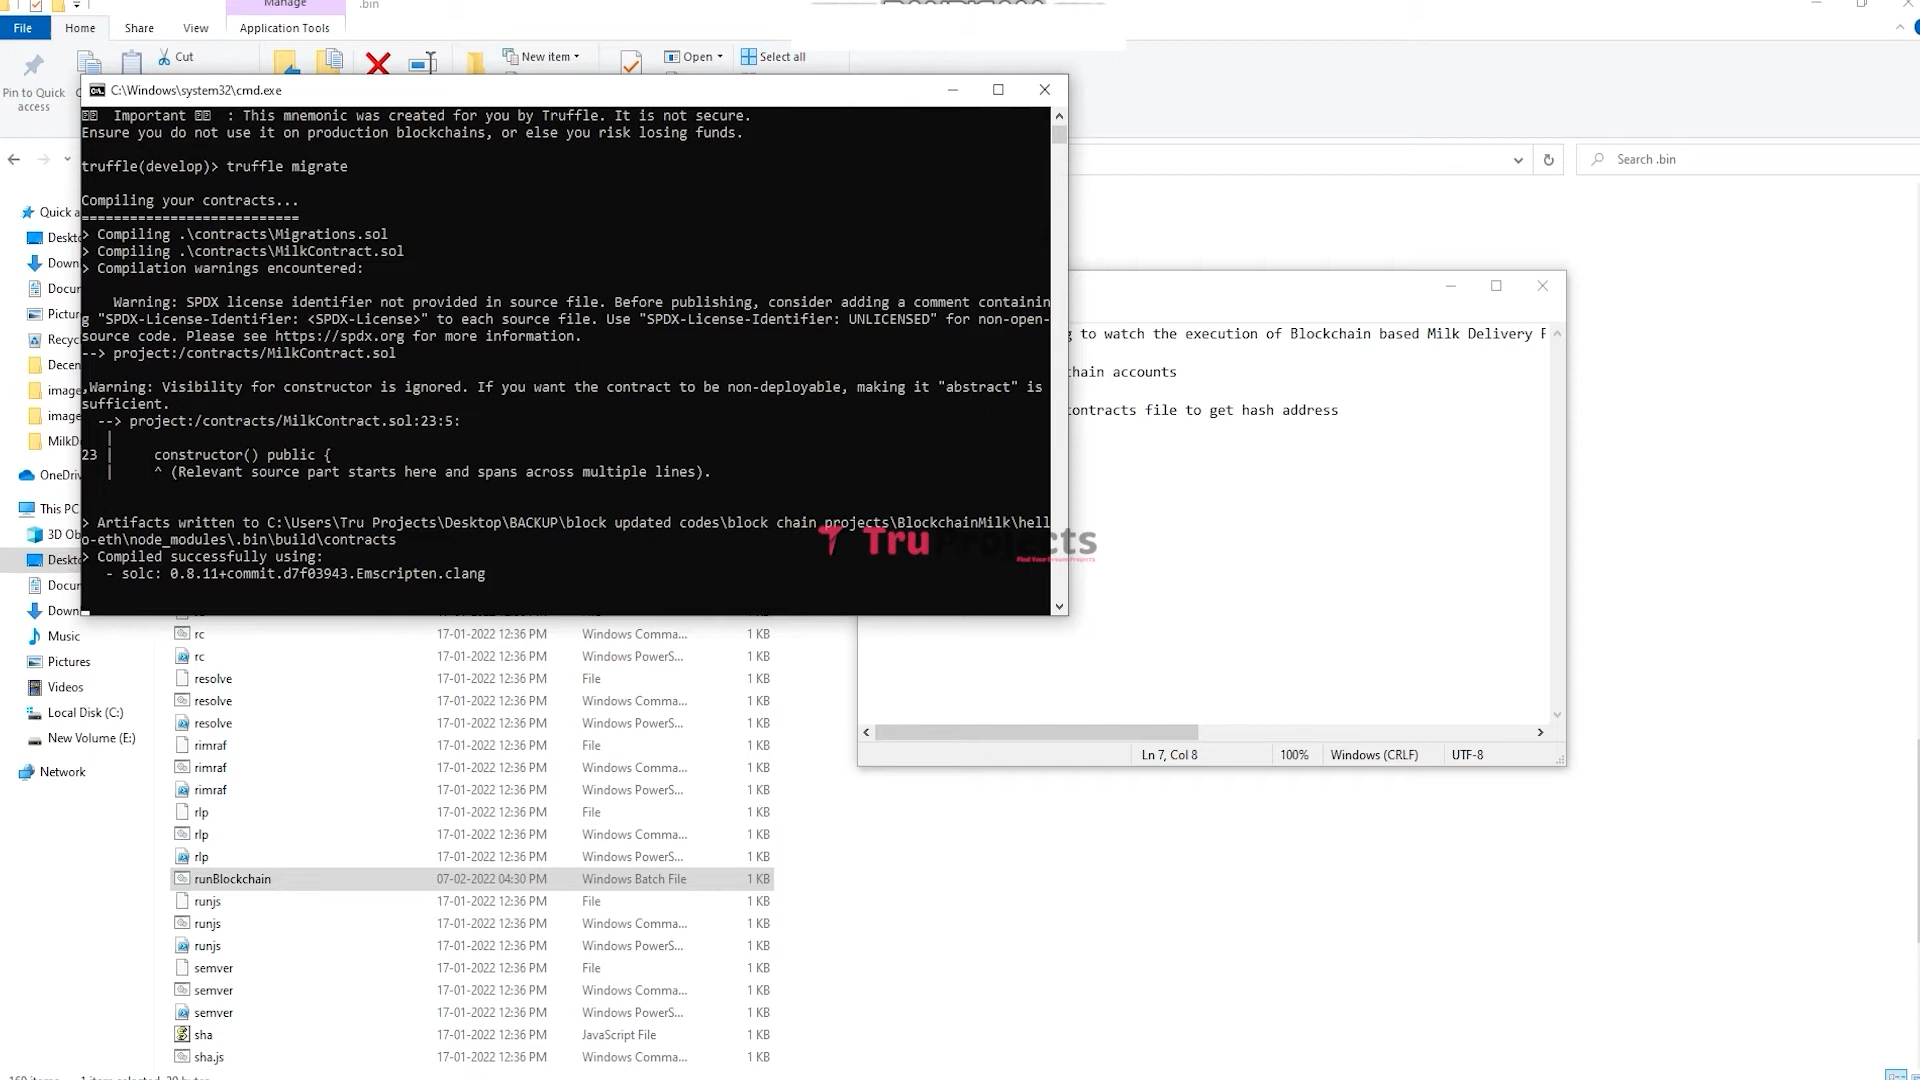 Manage
.bin
File
Home
Share
View
Application Tools
Cut
New item
Open
Select all
Pin to Quick
access
C:\Windows\system32\cmd.exe
Important : This mnemonic was created for you by Truffle. It is not secure.
Ensure you do not use it on production blockchains, or else you risk losing funds.
truffle(develop)> truffle migrate
Compiling your contracts...
===========================
> Compiling .\contracts\Migrations.sol
> Compiling .\contracts\MilkContract.sol
> Compilation warnings encountered:
Warning: SPDX license identifier not provided in source file. Before publishing, consider adding a comment containin
g "SPDX-License-Identifier: <SPDX-License>" to each source file. Use "SPDX-License-Identifier: UNLICENSED" for non-open-
source code. Please see https://spdx.org for more information.
--> project:/contracts/MilkContract.sol
,Warning: Visibility for constructor is ignored. If you want the contract to be non-deployable, making it "abstract" is
sufficient.
--> project:/contracts/MilkContract.sol:23:5:
|
23 | constructor() public {
| ^ (Relevant source part starts here and spans across multiple lines).
> Artifacts written to C:\Users\Tru Projects\Desktop\BACKUP\block updated codes\block chain projects\BlockchainMilk\hell
o-eth\node_modules\.bin\build\contracts
> Compiled successfully using:
- solc: 0.8.11+commit.d7f03943.Emscripten.clang
TruProjects
Find Your Dream Projects
Search .bin
g to watch the execution of Blockchain based Milk Delivery
chain accounts
contracts file to get hash address
Ln 7, Col 8
100%
Windows (CRLF)
UTF-8
Quick a
Deskto
Down
Docu
Pictur
Recyc
Decen
image
image
MilkD
OneDriv
This PC
3D Ob
Deskto
Docum
Down
Music
Pictures
Videos
Local Disk (C:)
New Volume (E:)
Network
rc 17-01-2022 12:36 PM Windows Comma... 1 KB
rc 17-01-2022 12:36 PM Windows PowerS... 1 KB
resolve 17-01-2022 12:36 PM File 1 KB
resolve 17-01-2022 12:36 PM Windows Comma... 1 KB
resolve 17-01-2022 12:36 PM Windows PowerS... 1 KB
rimraf 17-01-2022 12:36 PM File 1 KB
rimraf 17-01-2022 12:36 PM Windows Comma... 1 KB
rimraf 17-01-2022 12:36 PM Windows PowerS... 1 KB
rlp 17-01-2022 12:36 PM File 1 KB
rlp 17-01-2022 12:36 PM Windows Comma... 1 KB
rlp 17-01-2022 12:36 PM Windows PowerS... 1 KB
runBlockchain 07-02-2022 04:30 PM Windows Batch File 1 KB
runjs 17-01-2022 12:36 PM File 1 KB
runjs 17-01-2022 12:36 PM Windows Comma... 1 KB
runjs 17-01-2022 12:36 PM Windows PowerS... 1 KB
semver 17-01-2022 12:36 PM File 1 KB
semver 17-01-2022 12:36 PM Windows Comma... 1 KB
semver 17-01-2022 12:36 PM Windows PowerS... 1 KB
sha 17-01-2022 12:36 PM JavaScript File 1 KB
sha.js 17-01-2022 12:36 PM Windows Comma... 1 KB